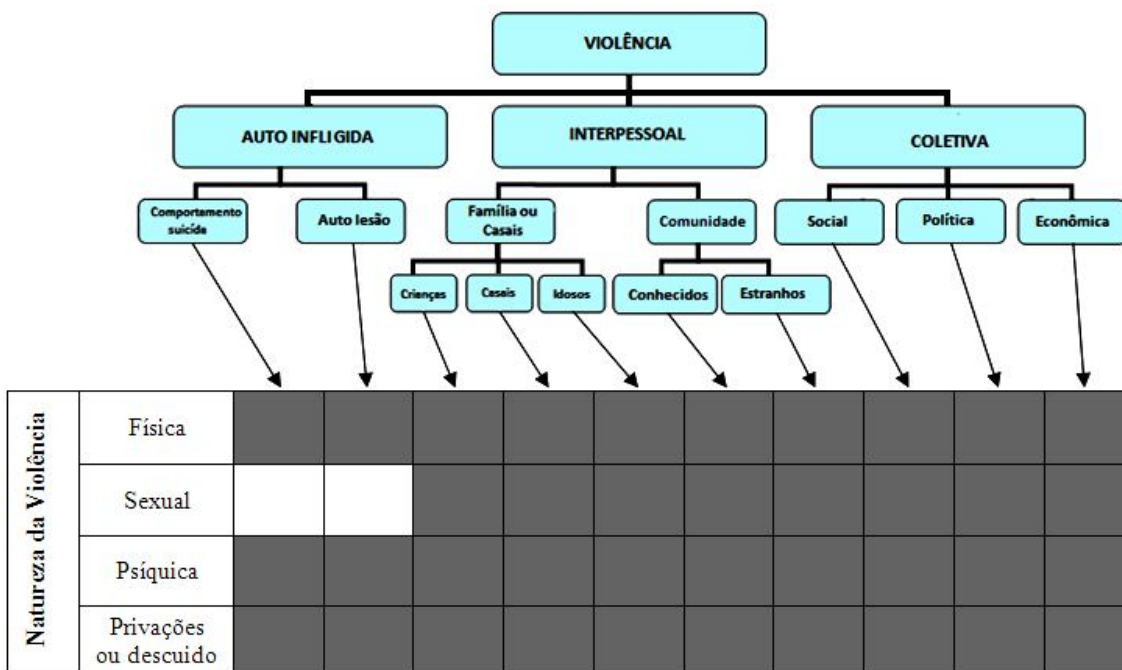 VIOLÊNCIA
AUTO INFLIGIDA
INTERPESSOAL
COLETIVA
Comportamento
suicída
Auto lesão
Família ou
Casais
Comunidade
Social
Política
Econômica
Crianças
Casais
Idosos
Conhecidos
Estranhos
Natureza da Violência
Física
Sexual
Psíquica
Privações
ou descuido